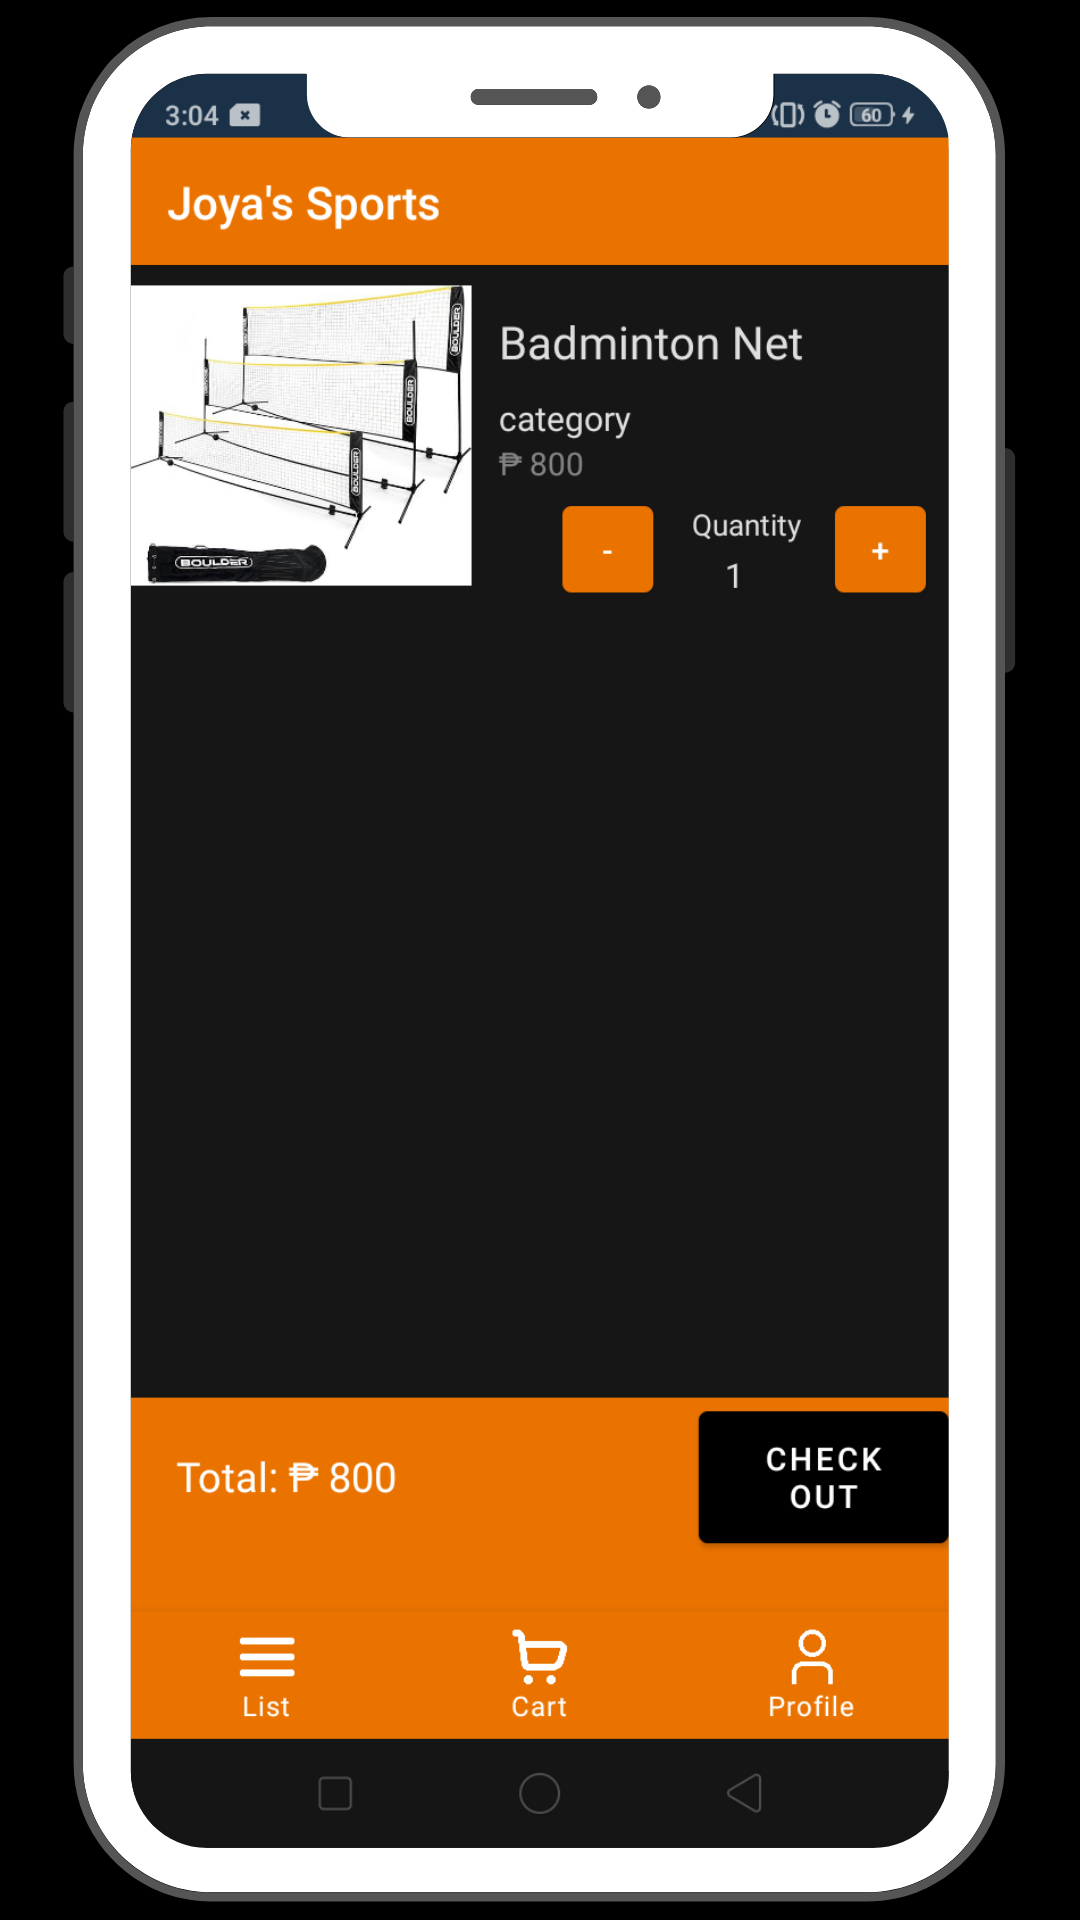 3:04
60
Joya's Sports
BOULDER
BOULDER
BOULDER
BOULDER
Badminton Net
category
₱ 800
- Quantity +
1
Total: ₱ 800
CHECK
OUT
List Cart Profile